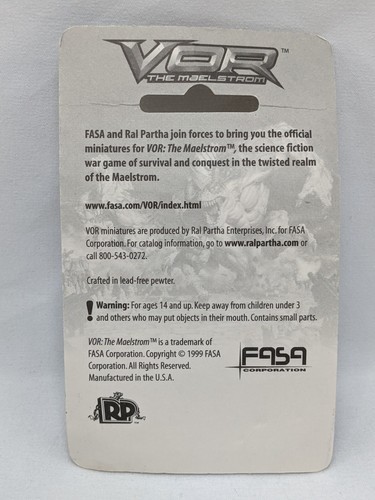 VOR™
THE MAELSTROM
FASA and Ral Partha join forces to bring you the official
miniatures for VOR: The Maelstrom™, the science fiction
war game of survival and conquest in the twisted realm
of the Maelstrom.
www.fasa.com/VOR/index.html
VOR miniatures are produced by Ral Partha Enterprises, Inc. for FASA
Corporation. For catalog information, go to www.ralpartha.com or
call 800-543-0272.
Crafted in lead-free pewter.
! Warning: For ages 14 and up. Keep away from children under 3
and others who may put objects in their mouth. Contains small parts.
VOR: The Maelstrom™ is a trademark of
FASA Corporation. Copyright © 1999 FASA
Corporation. All Rights Reserved.
Manufactured in the U.S.A.
FASA
CORPORATION
RP™